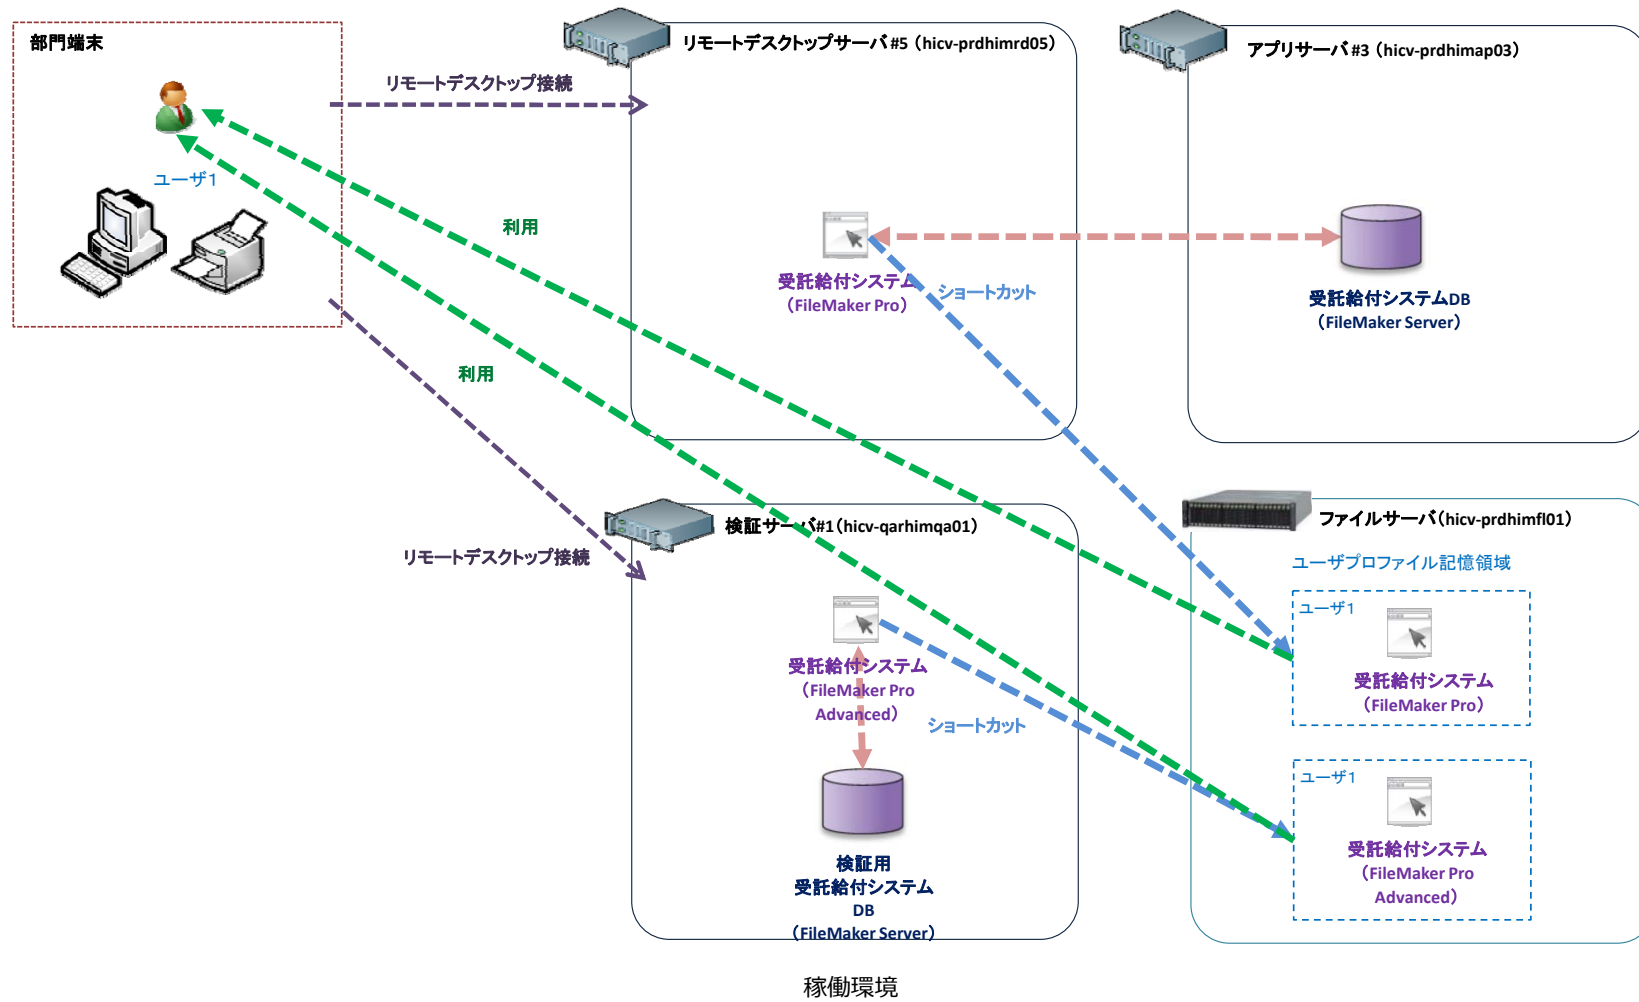 部門端末
リモートデスクトップサーバ#5（hicv-prdhimrd05）
アプリサーバ#3（hicv-prdhimap03）
リモートデスクトップ接続
ユーザ1
利用
受託給付システム
（FileMaker Pro）
ショートカット
受託給付システムDB
（FileMaker Server）
利用
検証サーバ#1（hicv-qarhimqa01）
ファイルサーバ（hicv-prdhimfl01）
リモートデスクトップ接続
ユーザプロファイル記憶領域
ユーザ1
受託給付システム
（FileMaker Pro
Advanced）
受託給付システム
（FileMaker Pro）
ショートカット
ユーザ1
受託給付システム
（FileMaker Pro
Advanced）
検証用
受託給付システム
DB
（FileMaker Server）
稼働環境